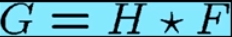 G = H ⋆ F